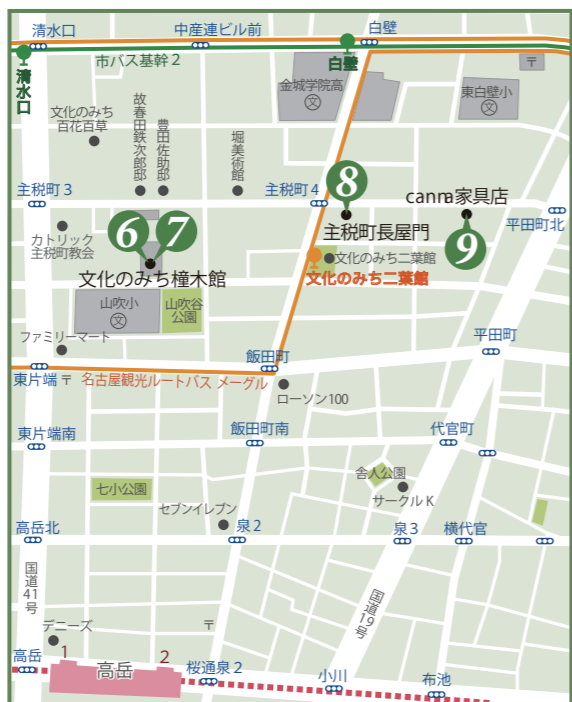 清水口
中産連ビル前
白壁
市バス基幹2
清水口
白壁
金城学院高
文
〒
東白壁小
文
文化のみち
百花百草
故春田鉄次郎邸
豊田佐助邸
堀美術館
主税町3
主税町4
8
canna家具店
平田町北
カトリック
主税町教会
6
7
主税町長屋門
9
文化のみち橦木館
文化のみち二葉館
文化のみち二葉館
山吹小
文
山吹谷
公園
ファミリーマート
平田町
飯田町
東片端
〒
名古屋観光ルートバス メーグル
ローソン100
東片端南
飯田町南
代官町
舎人公園
七小公園
サークルK
セブンイレブン
高岳北
泉2
泉3
横代官
国道41号
国道19号
デニーズ
〒
高岳
1
高岳
2
桜通泉2
小川
布池